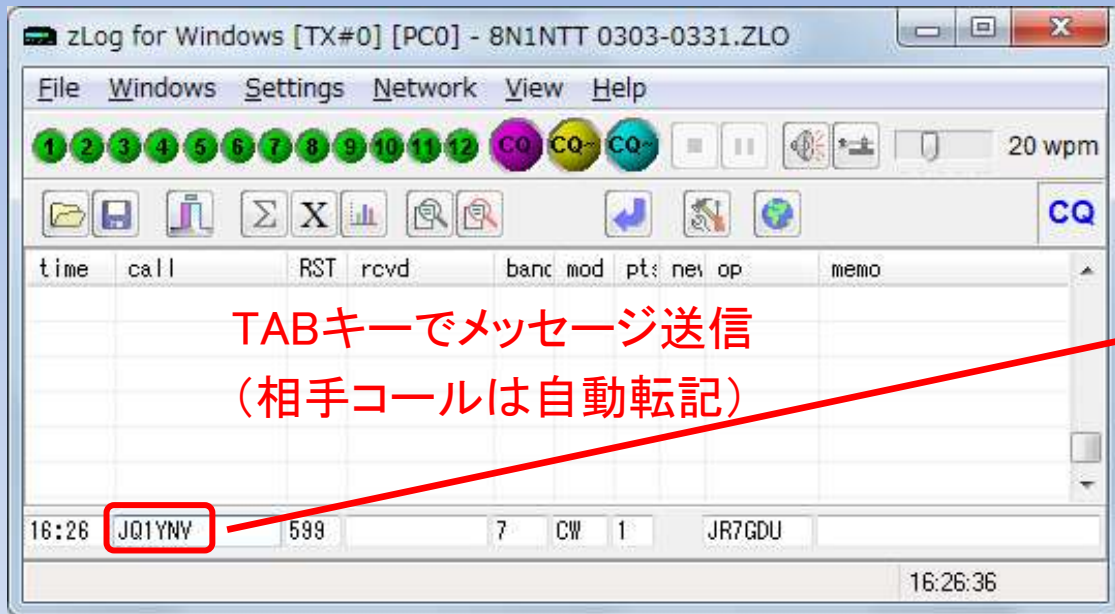 zLog for Windows [TX#0] [PC0] - 8N1NTT 0303-0331.ZLO
File Windows Settings Network View Help
1 2 3 4 5 6 7 8 9 10 11 12 CQ CQ~ CQ~ 20 wpm
Σ X CQ
time call RST rcvd band mod pts new op memo
TABキーでメッセージ送信
（相手コールは自動転記）
16:26 JQ1YNV 599 7 CW 1 JR7GDU
16:26:36